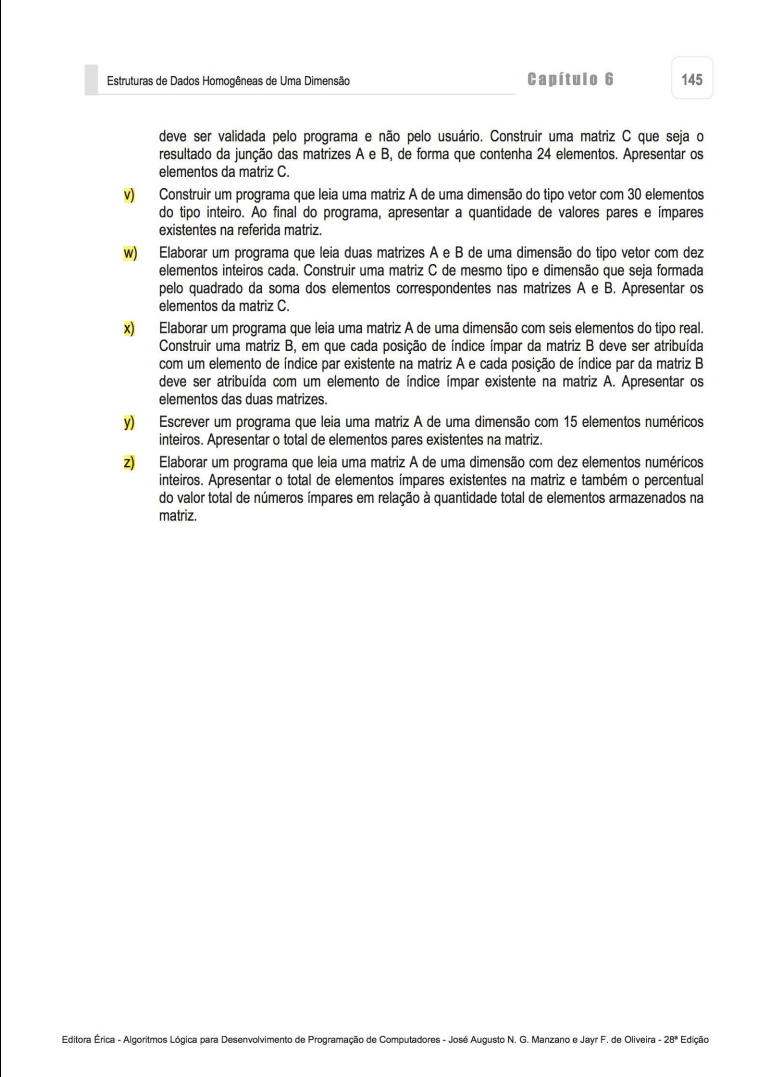 Estruturas de Dados Homogêneas de Uma Dimensão
Capítulo 6
145
deve ser validada pelo programa e não pelo usuário. Construir uma matriz C que seja o
resultado da junção das matrizes A e B, de forma que contenha 24 elementos. Apresentar os
elementos da matriz C.
v) Construir um programa que leia uma matriz A de uma dimensão do tipo vetor com 30 elementos
do tipo inteiro. Ao final do programa, apresentar a quantidade de valores pares e ímpares
existentes na referida matriz.
w) Elaborar um programa que leia duas matrizes A e B de uma dimensão do tipo vetor com dez
elementos inteiros cada. Construir uma matriz C de mesmo tipo e dimensão que seja formada
pelo quadrado da soma dos elementos correspondentes nas matrizes A e B. Apresentar os
elementos da matriz C.
x) Elaborar um programa que leia uma matriz A de uma dimensão com seis elementos do tipo real.
Construir uma matriz B, em que cada posição de índice ímpar da matriz B deve ser atribuída
com um elemento de índice par existente na matriz A e cada posição de índice par da matriz B
deve ser atribuída com um elemento de índice ímpar existente na matriz A. Apresentar os
elementos das duas matrizes.
y) Escrever um programa que leia uma matriz A de uma dimensão com 15 elementos numéricos
inteiros. Apresentar o total de elementos pares existentes na matriz.
z) Elaborar um programa que leia uma matriz A de uma dimensão com dez elementos numéricos
inteiros. Apresentar o total de elementos ímpares existentes na matriz e também o percentual
do valor total de números ímpares em relação à quantidade total de elementos armazenados na
matriz.
Editora Érica - Algoritmos Lógica para Desenvolvimento de Programação de Computadores - José Augusto N. G. Manzano e Jayr F. de Oliveira - 28ª Edição